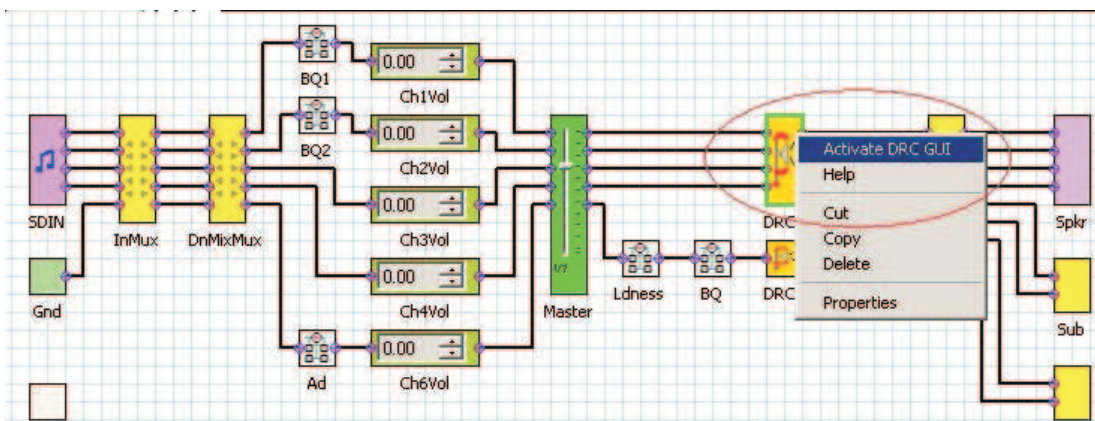 BQ1
0.00
Ch1Vol
BQ2
0.00
Ch2Vol
0.00
Ch3Vol
SDIN
InMux
DnMixMux
Gnd
0.00
Ch4Vol
Master
Ad
0.00
Ch6Vol
Ldness
BQ
DRC
DRC
Activate DRC GUI
Help
Cut
Copy
Delete
Properties
Spkr
Sub